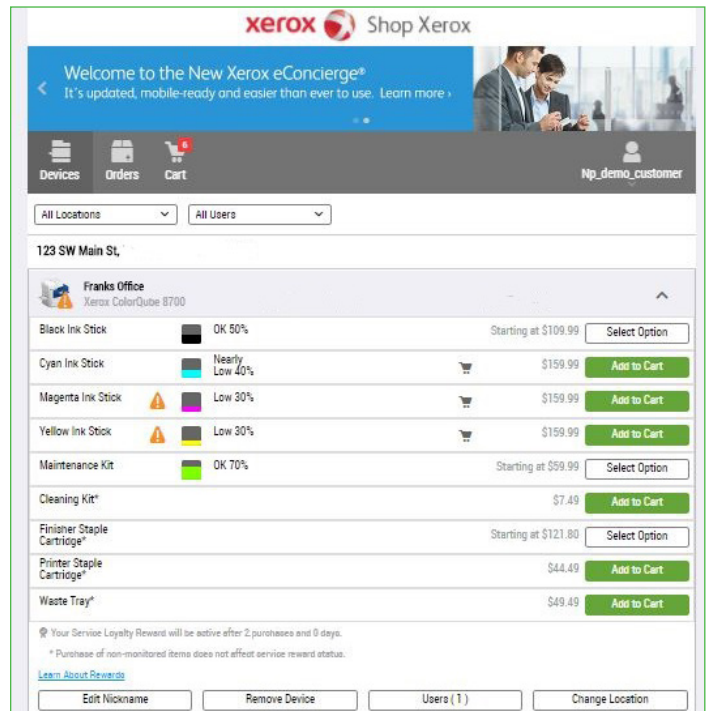 xerox Shop Xerox
Welcome to the New Xerox eConcierge®
It's updated, mobile-ready and easier than ever to use. Learn more ›
6
Devices Orders Cart Np_demo_customer
All Locations All Users
123 SW Main St,
Franks Office
Xerox ColorQube 8700
Black Ink Stick OK 50% Starting at $109.99 Select Option
Cyan Ink Stick Nearly Low 40% $159.99 Add to Cart
Magenta Ink Stick Low 30% $159.99 Add to Cart
Yellow Ink Stick Low 30% $159.99 Add to Cart
Maintenance Kit OK 70% Starting at $59.99 Select Option
Cleaning Kit* $7.49 Add to Cart
Finisher Staple
Cartridge* Starting at $121.80 Select Option
Printer Staple
Cartridge* $44.49 Add to Cart
Waste Tray* $49.49 Add to Cart
Your Service Loyalty Reward will be active after 2 purchases and 0 days.
* Purchase of non-monitored items does not affect service reward status.
Learn About Rewards
Edit Nickname Remove Device Users ( 1 ) Change Location